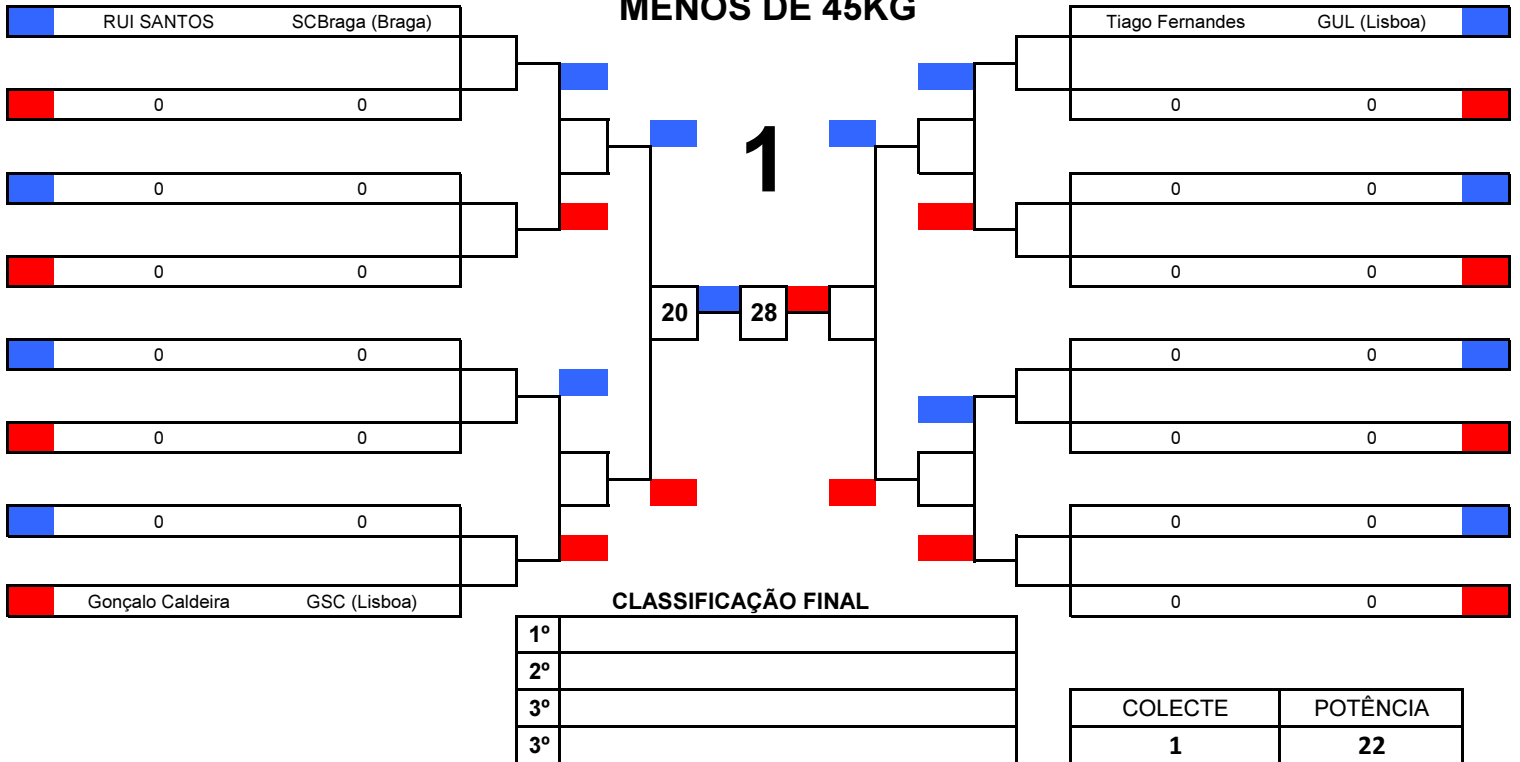 MENOS DE 45KG
RUI SANTOS SCBraga (Braga)
Tiago Fernandes GUL (Lisboa)
0 0
0 0
1
0 0
0 0
0 0
0 0
20 28
0 0
0 0
0 0
0 0
0 0
0 0
Gonçalo Caldeira GSC (Lisboa)
0 0
CLASSIFICAÇÃO FINAL
1º
2º
3º
3º
COLECTE POTÊNCIA
1 22